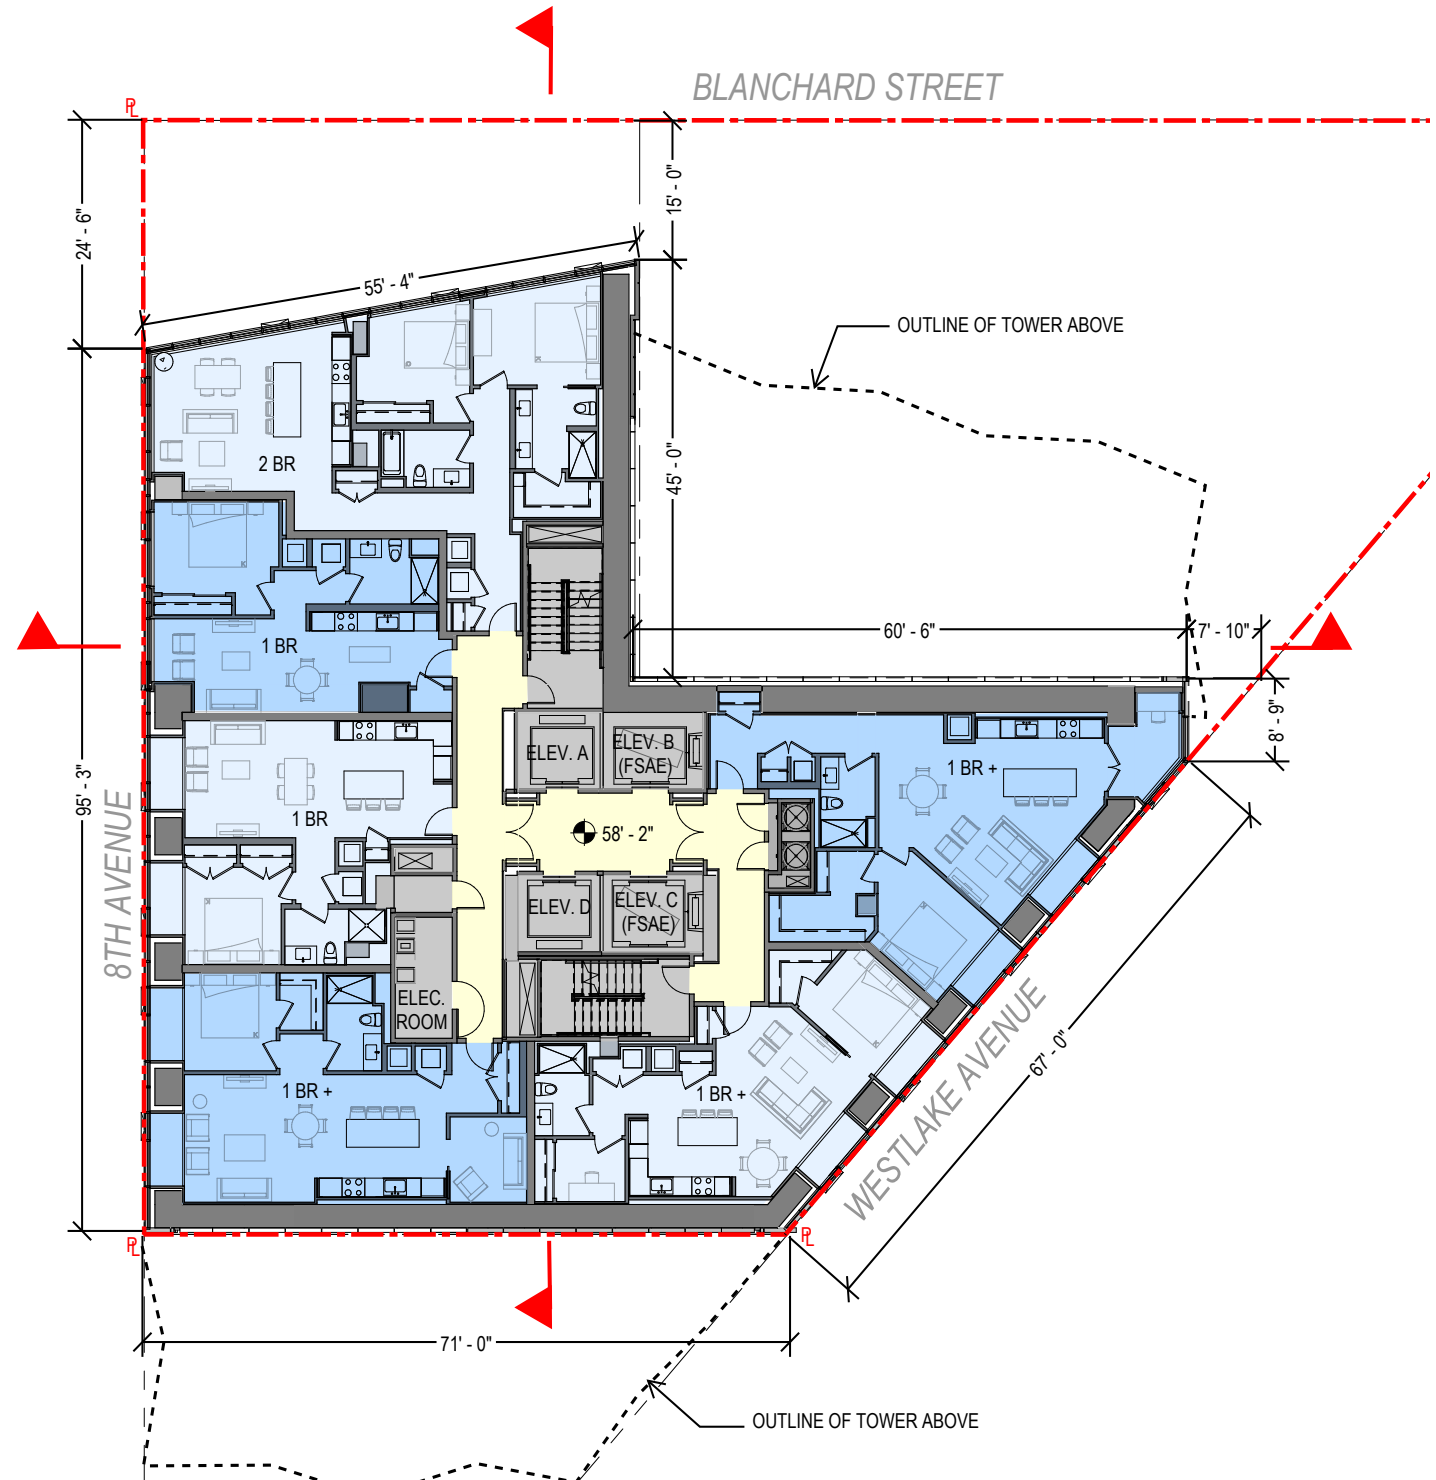 BLANCHARD STREET
PL
24' - 6"
15' - 0"
55' - 4"
OUTLINE OF TOWER ABOVE
2 BR
45' - 0"
60' - 6"
7' - 10"
1 BR
8' - 9"
ELEV. A
ELEV. B
(FSAE)
1 BR +
95' - 3"
1 BR
58' - 2"
8TH AVENUE
ELEV. D
ELEV. C
(FSAE)
ELEC.
ROOM
67' - 0"
WESTLAKE AVENUE
1 BR +
1 BR +
PL
PL
71' - 0"
OUTLINE OF TOWER ABOVE